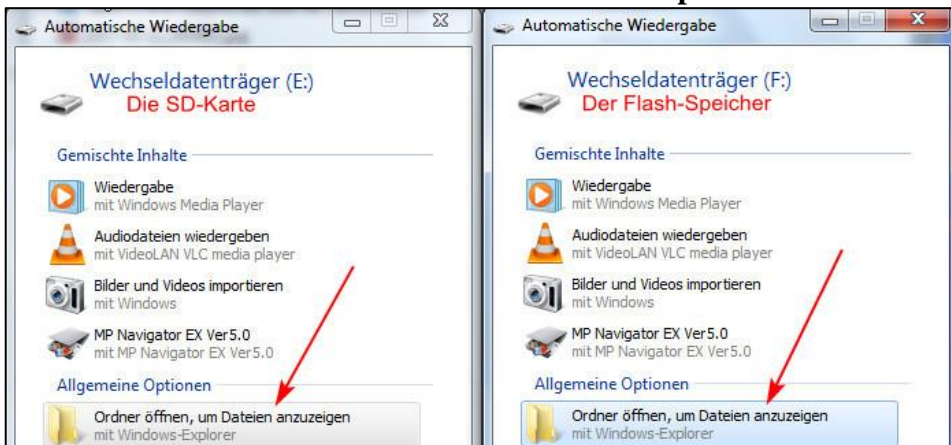 Automatische Wiedergabe
Wechseldatenträger (E:)
Die SD-Karte
Gemischte Inhalte
Wiedergabe
mit Windows Media Player
Audiodateien wiedergeben
mit VideoLAN VLC media player
Bilder und Videos importieren
mit Windows
MP Navigator EX Ver5.0
mit MP Navigator EX Ver5.0
Allgemeine Optionen
Ordner öffnen, um Dateien anzuzeigen
mit Windows-Explorer
Automatische Wiedergabe
Wechseldatenträger (F:)
Der Flash-Speicher
Gemischte Inhalte
Wiedergabe
mit Windows Media Player
Audiodateien wiedergeben
mit VideoLAN VLC media player
Bilder und Videos importieren
mit Windows
MP Navigator EX Ver5.0
mit MP Navigator EX Ver5.0
Allgemeine Optionen
Ordner öffnen, um Dateien anzuzeigen
mit Windows-Explorer